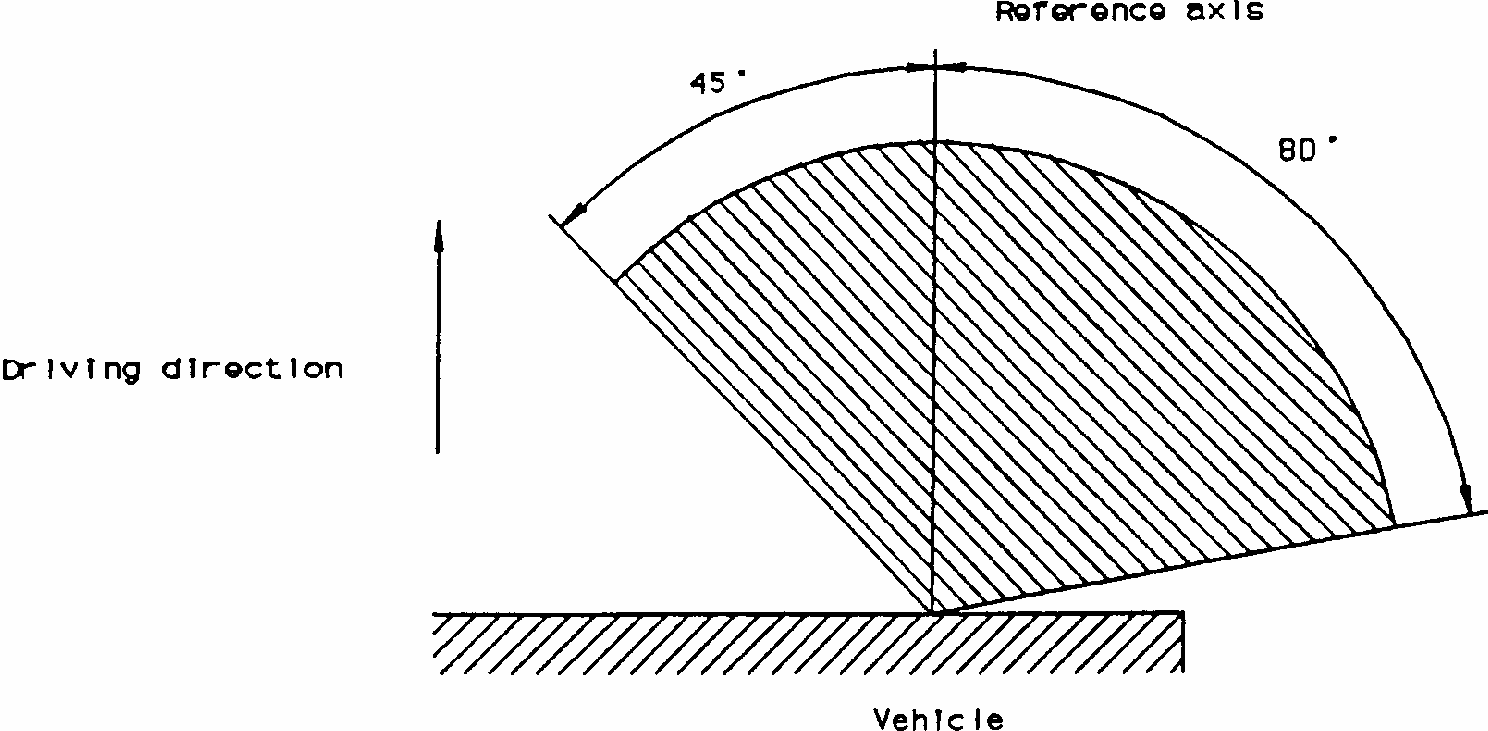 Reference axis
45°
80°
Driving direction
Vehicle